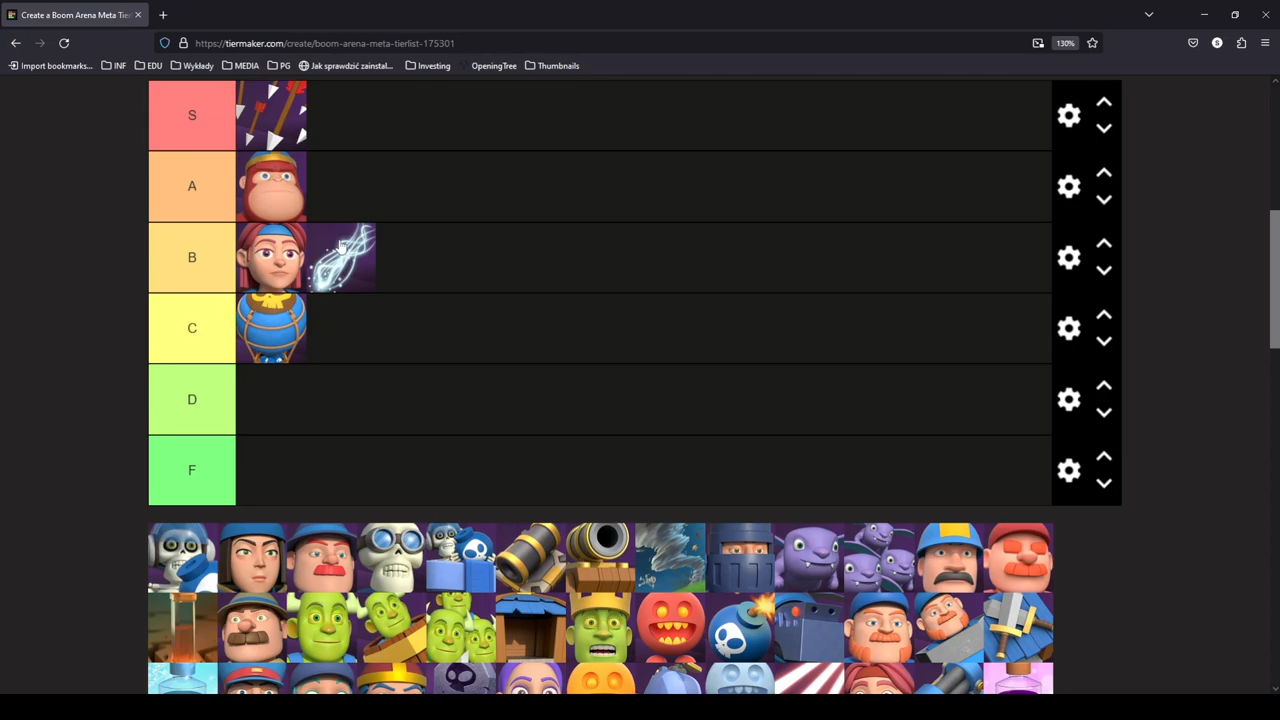 Create a Boom Arena Meta Tier
https://tiermaker.com/create/boom-arena-meta-tierlist-175301
130%
S
Import bookmarks...
INF
EDU
Wykłady
MEDIA
PG
Jak sprawdzić zainstal...
Investing
OpeningTree
Thumbnails
S
A
B
C
D
F